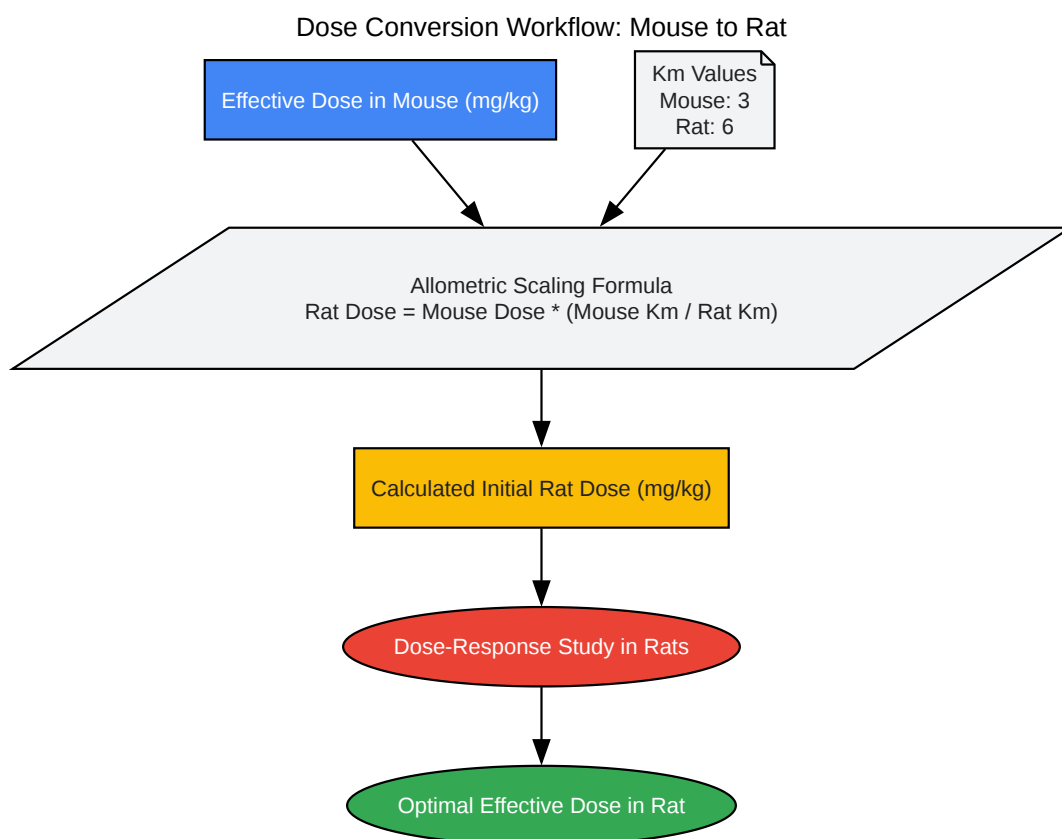 Dose Conversion Workflow: Mouse to Rat
Effective Dose in Mouse (mg/kg)
Km Values
Mouse: 3
Rat: 6
Allometric Scaling Formula
Rat Dose = Mouse Dose * (Mouse Km / Rat Km)
Calculated Initial Rat Dose (mg/kg)
Dose-Response Study in Rats
Optimal Effective Dose in Rat